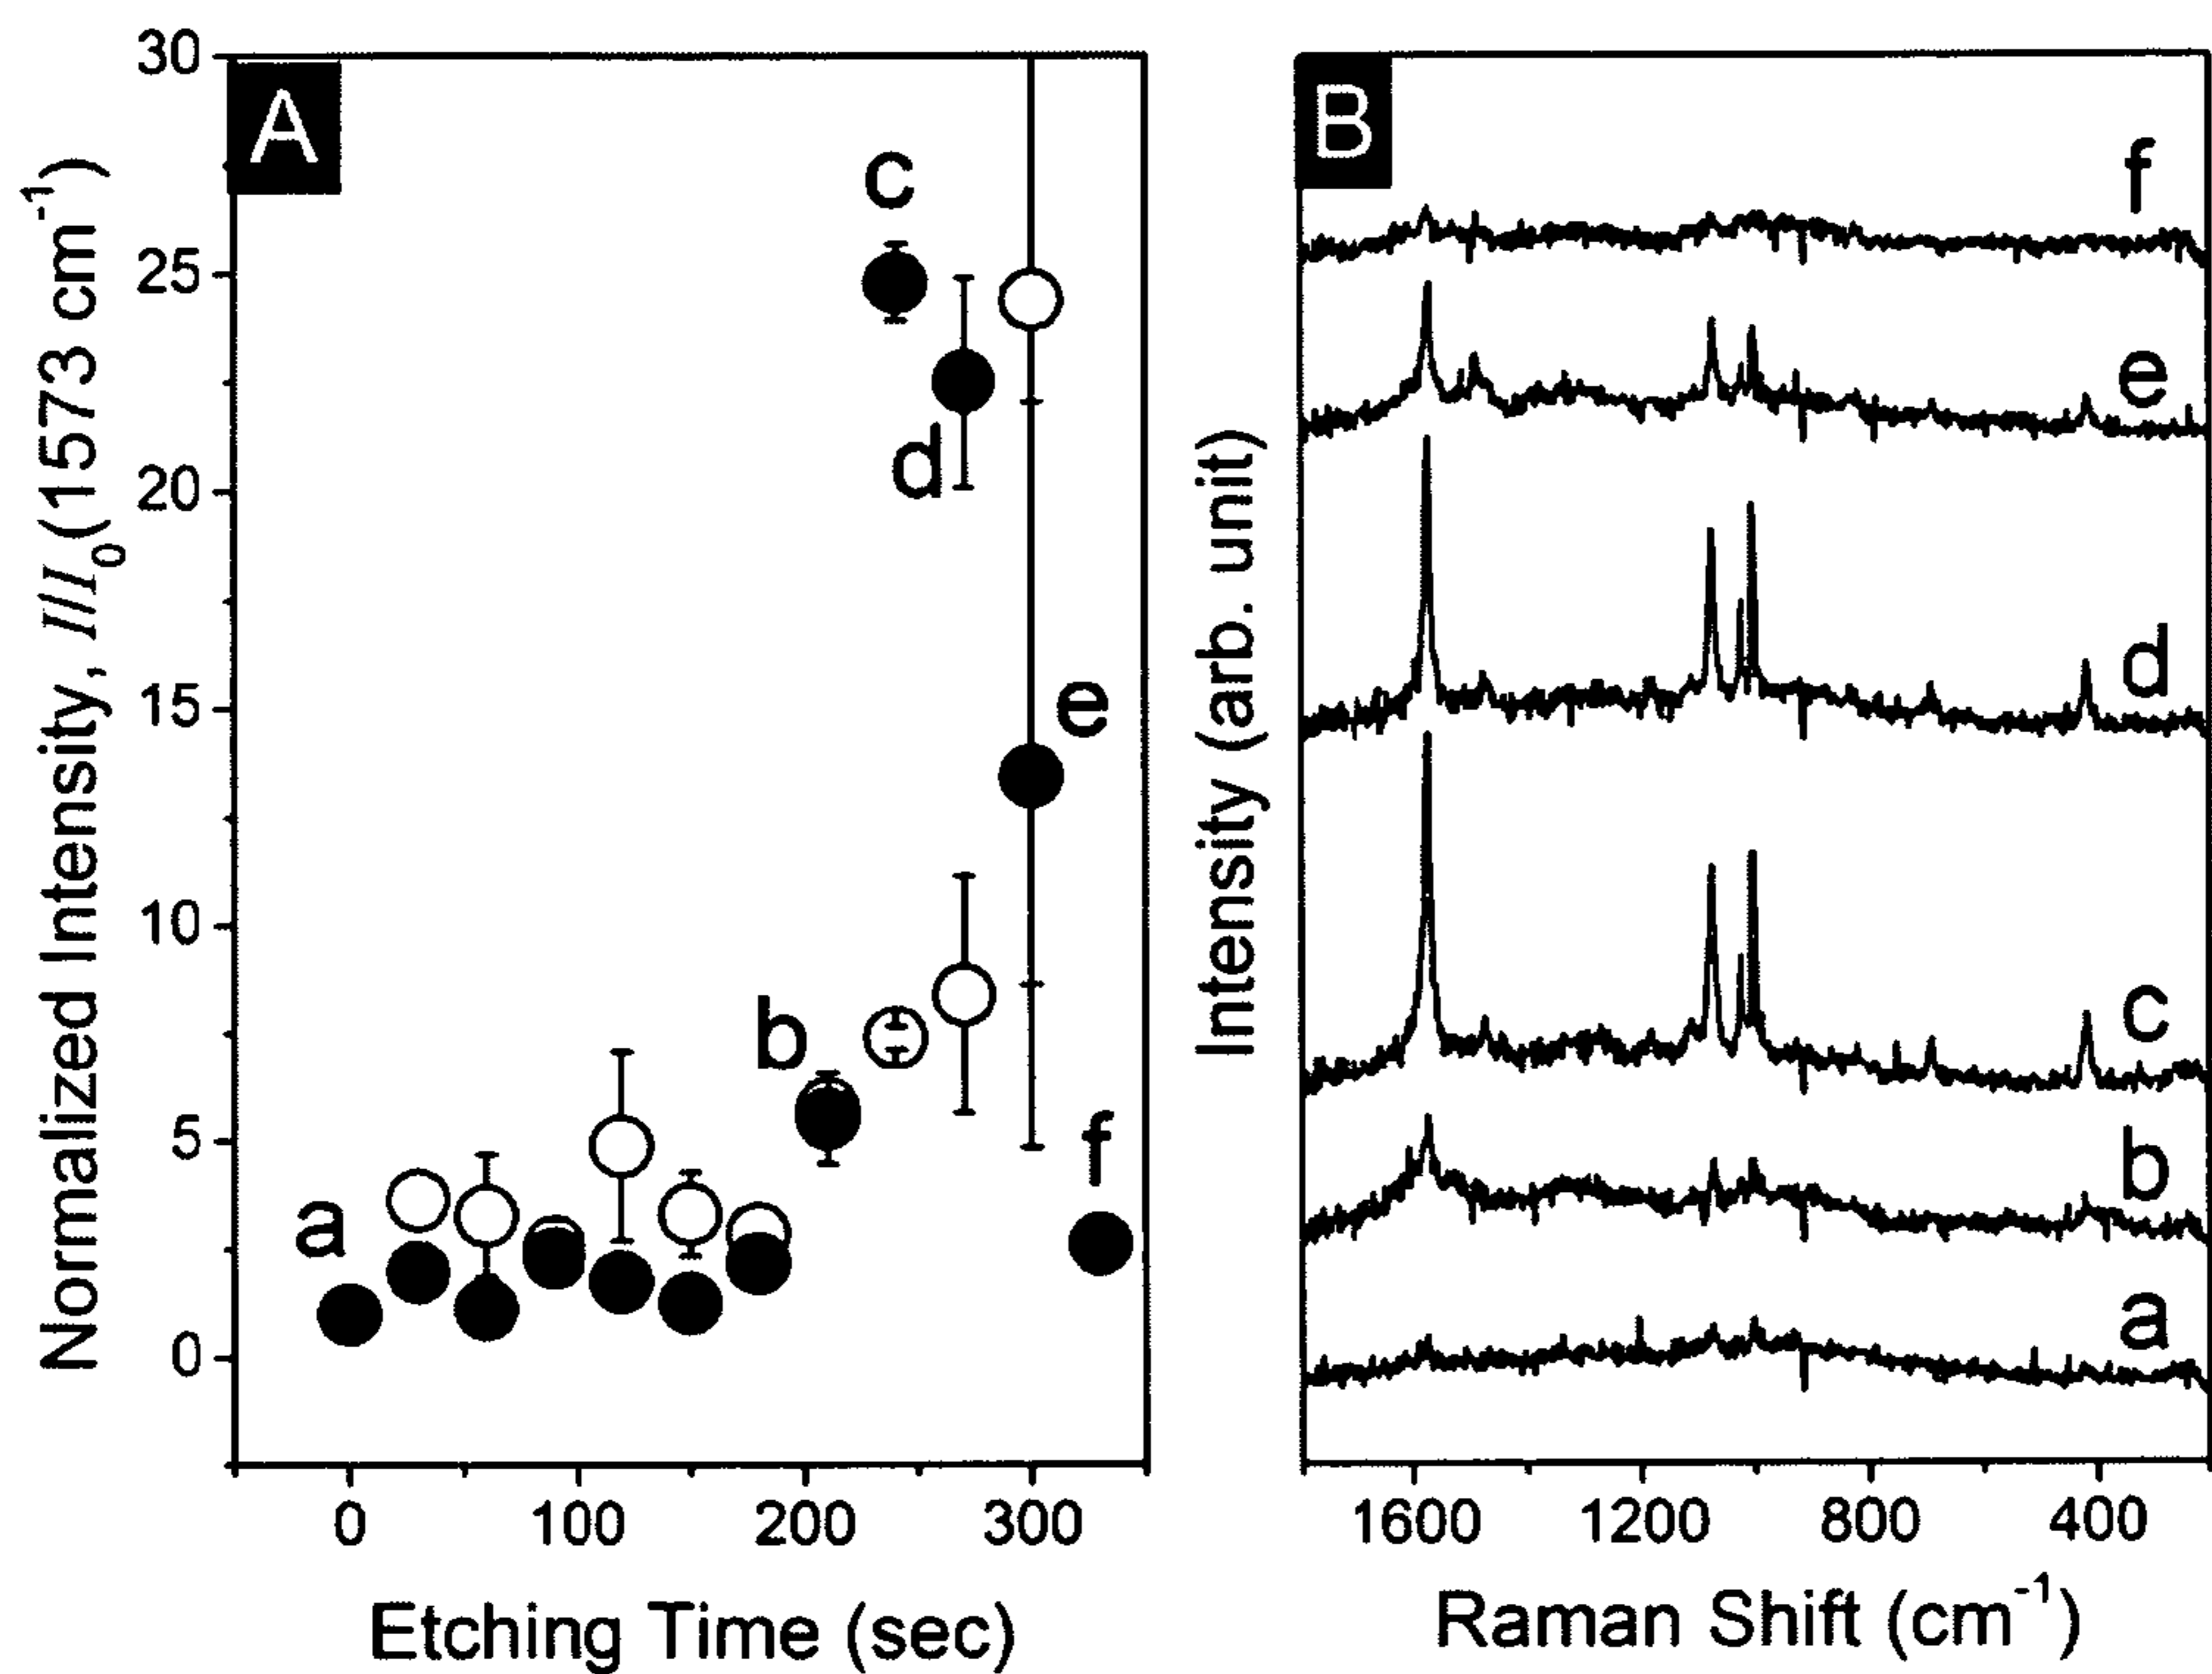 A
Normalized Intensity, I/I0(1573 cm-1)
30
25
20
15
10
5
0
a
b
c
d
e
f
0 100 200 300
Etching Time (sec)
B
Intensity (arb. unit)
f
e
d
c
b
a
1600 1200 800 400
Raman Shift (cm-1)